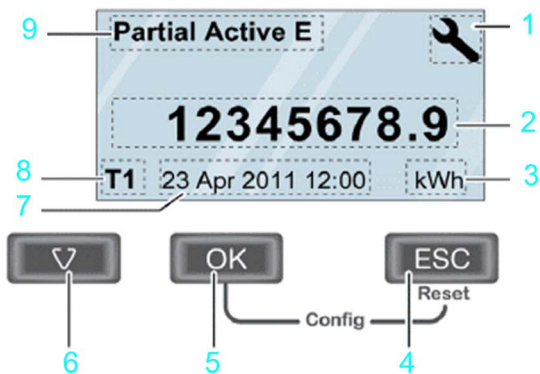 9 Partial Active E 1
12345678.9 2
8 T1 23 Apr 2011 12:00 kWh 3
7
OK ESC
Reset
Config
6 5 4